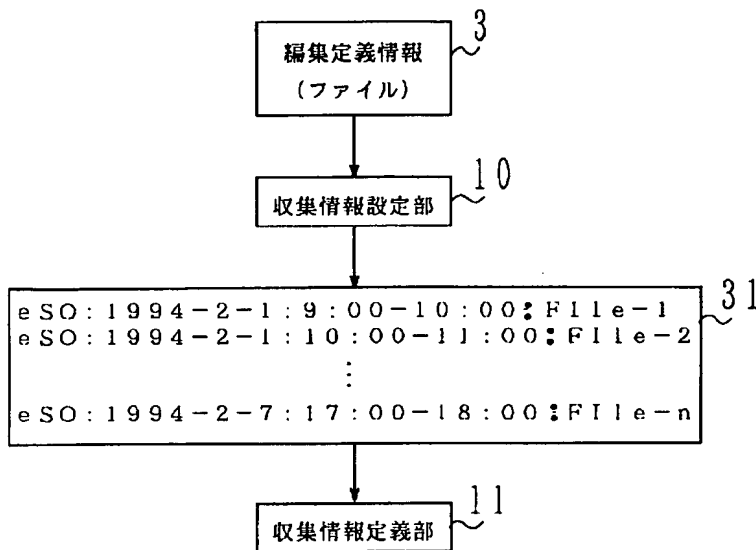 3
編集定義情報
(ファイル)
10
収集情報設定部
31
eSO:1994-2-1:9:00-10:00:FIle-1
eSO:1994-2-1:10:00-11:00:FIle-2
⋮
eSO:1994-2-7:17:00-18:00:FIle-n
11
収集情報定義部